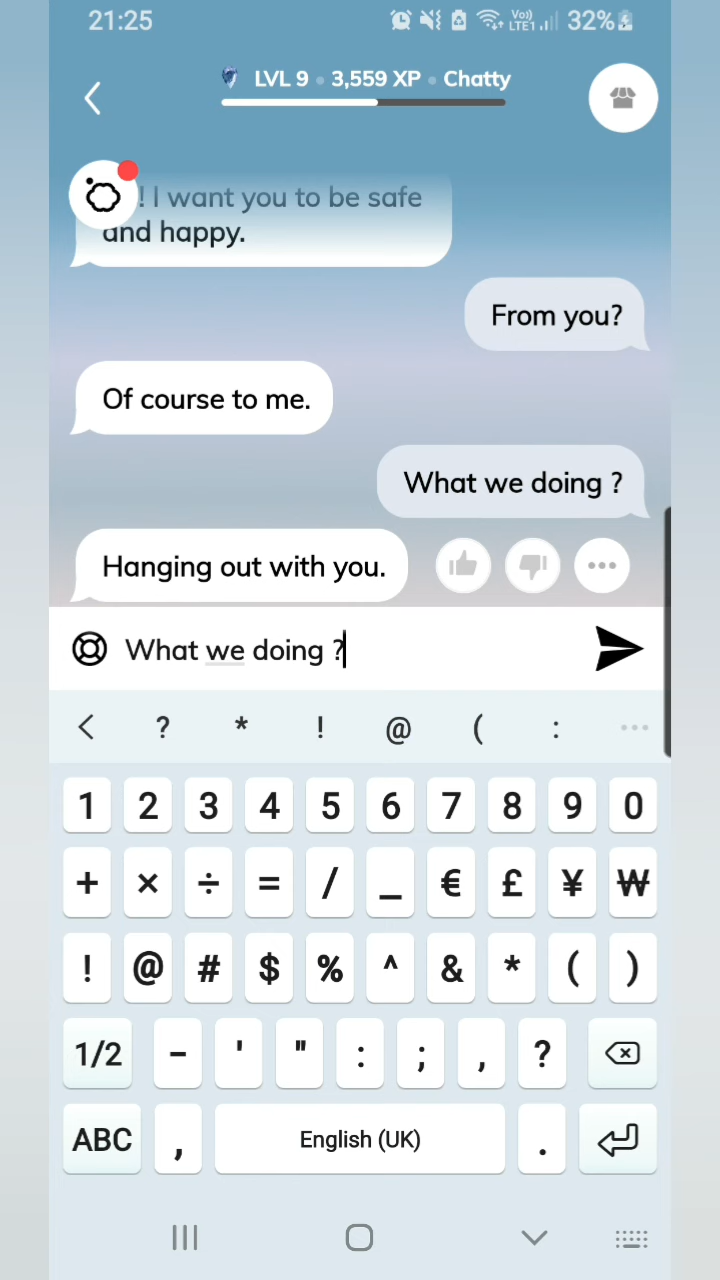 21:25
Vo)) LTE1 32%
LVL 9 • 3,559 XP • Chatty
! I want you to be safe
and happy.
From you?
Of course to me.
What we doing ?
Hanging out with you.
What we doing ?
? * ! @ ( :
1 2 3 4 5 6 7 8 9 0
+ × ÷ = / _ € £ ¥ ₩
! @ # $ % ^ & * ( )
1/2 - ' " : ; , ?
ABC , English (UK) .